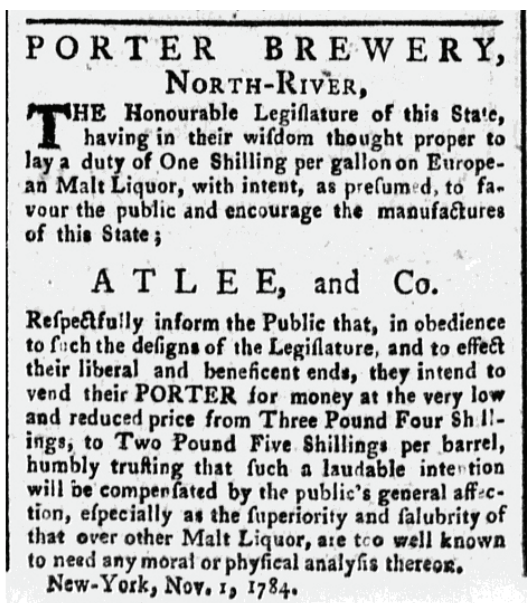 PORTER BREWERY,
NORTH-RIVER,
THE Honourable Legiſlature of this State,
having in their wiſdom thought proper to
lay a duty of One Shilling per gallon on Europe-
an Malt Liquor, with intent, as preſumed, to fa-
vour the public and encourage the manufactures
of this State;
ATLEE, and Co.
Reſpectfully inform the Public that, in obedience
to ſuch the deſigns of the Legiſlature, and to effect
their liberal and beneficent ends, they intend to
vend their PORTER for money at the very low
and reduced price from Three Pound Four Shill-
ings, to Two Pound Five Shillings per barrel,
humbly truſting that ſuch a laudable intention
will be compenſated by the public's general affec-
tion, eſpecially as the ſuperiority and ſalubrity of
that over other Malt Liquor, are too well known
to need any moral or phyſical analyſis thereon.
New-York, Nov. 1, 1784.